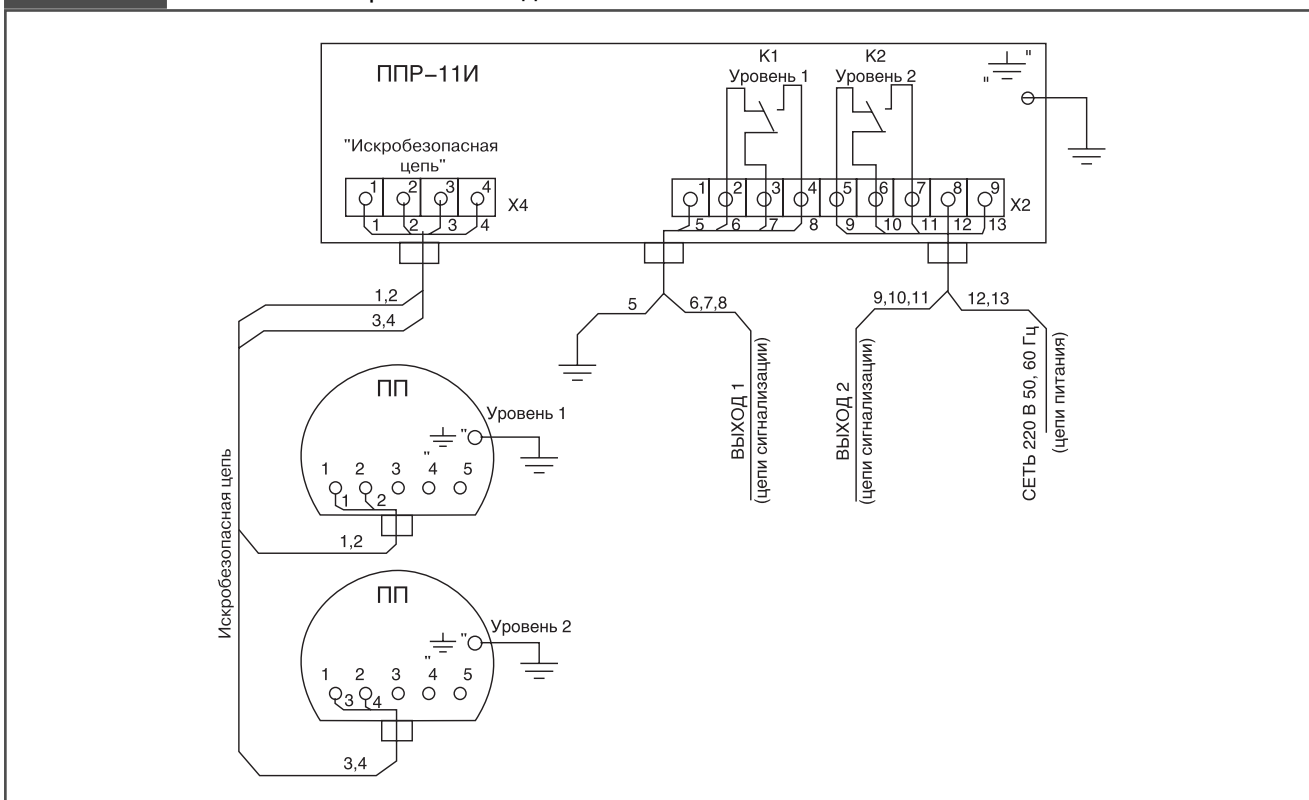 ППР–11И
К1
Уровень 1
К2
Уровень 2
"
"
"Искробезопасная
цепь"
1 2 3 4
Х4
1 2 3 4
1 2 3 4 5 6 7 8 9
Х2
5 6 7 8 9 10 11 12 13
1,2
3,4
5
6,7,8
9,10,11
12,13
ВЫХОД 1
(цепи сигнализации)
ВЫХОД 2
(цепи сигнализации)
СЕТЬ 220 В 50, 60 Гц
(цепи питания)
Искробезопасная цепь
ПП
Уровень 1
"
"
1 2 3 4 5
1 2
1,2
ПП
Уровень 2
"
"
1 2 3 4 5
3 4
3,4